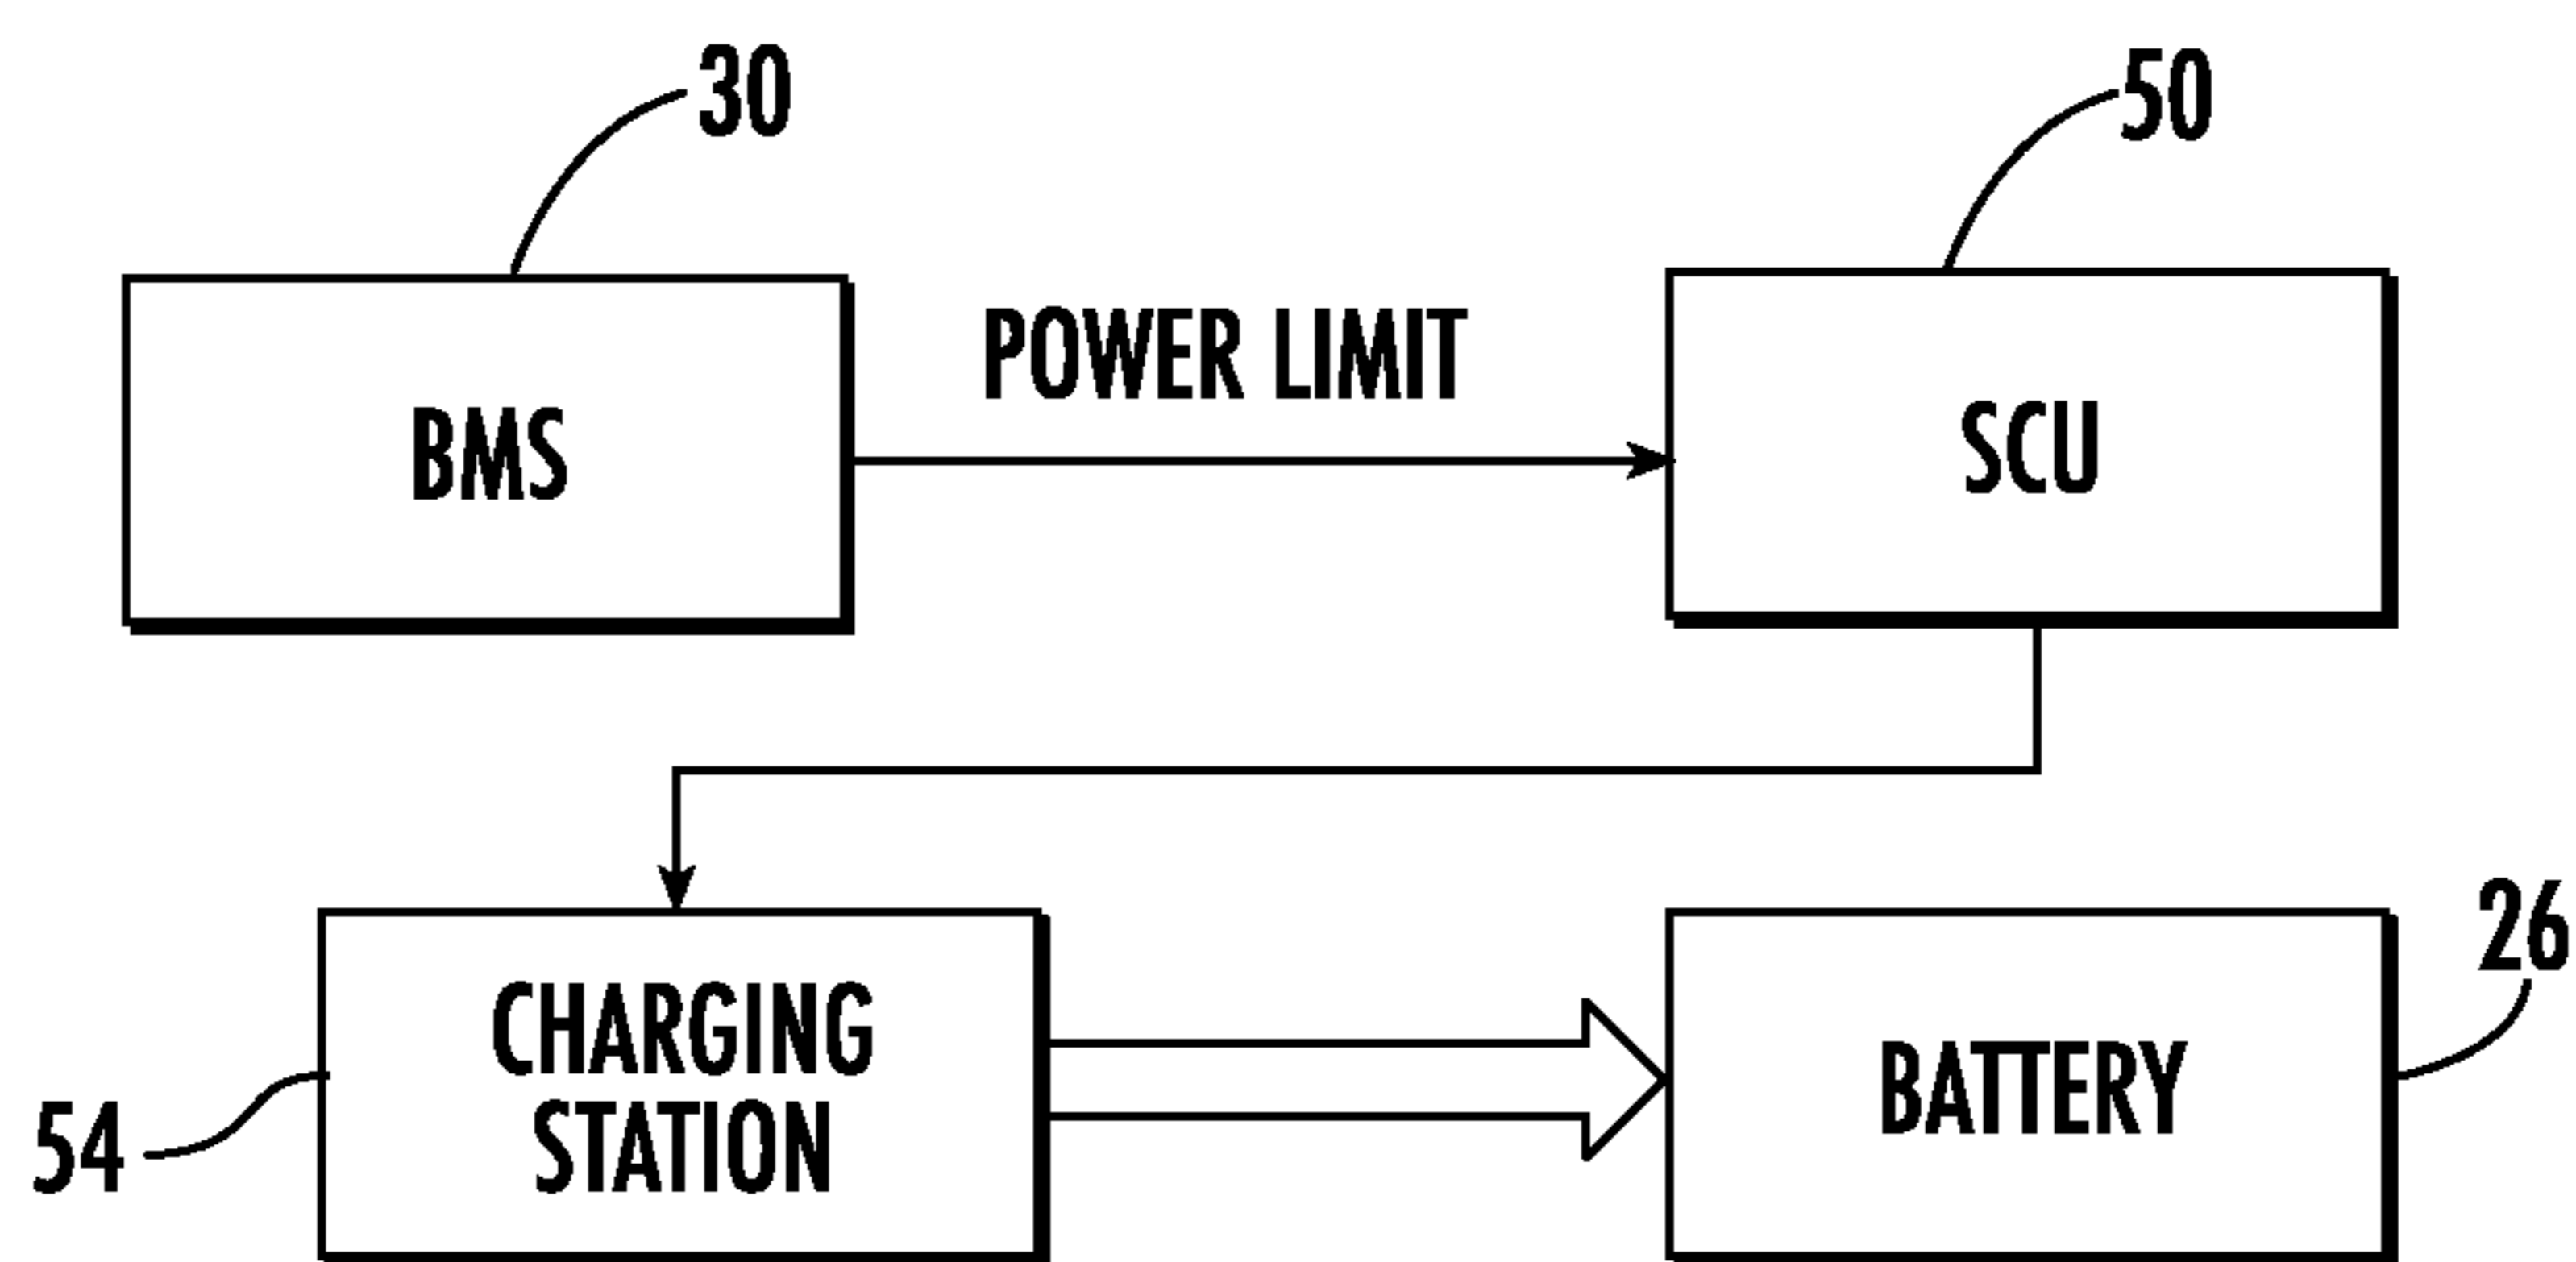 30
50
BMS
POWER LIMIT
SCU
CHARGING
STATION
BATTERY
26
54